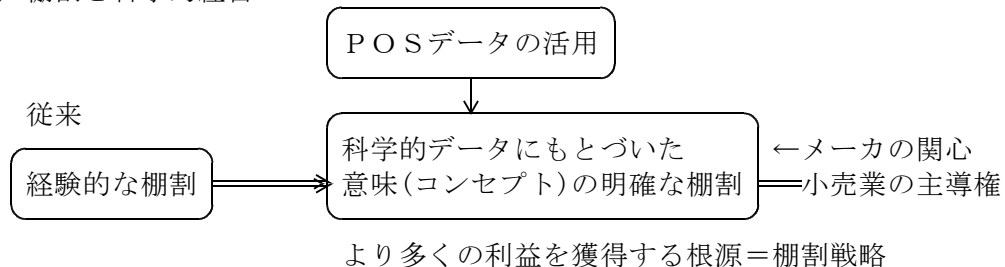 ＰＯＳデータの活用
従来
科学的データにもとづいた
←メーカの関心
経験的な棚割
意味(コンセプト)の明確な棚割
小売業の主導権
より多くの利益を獲得する根源＝棚割戦略